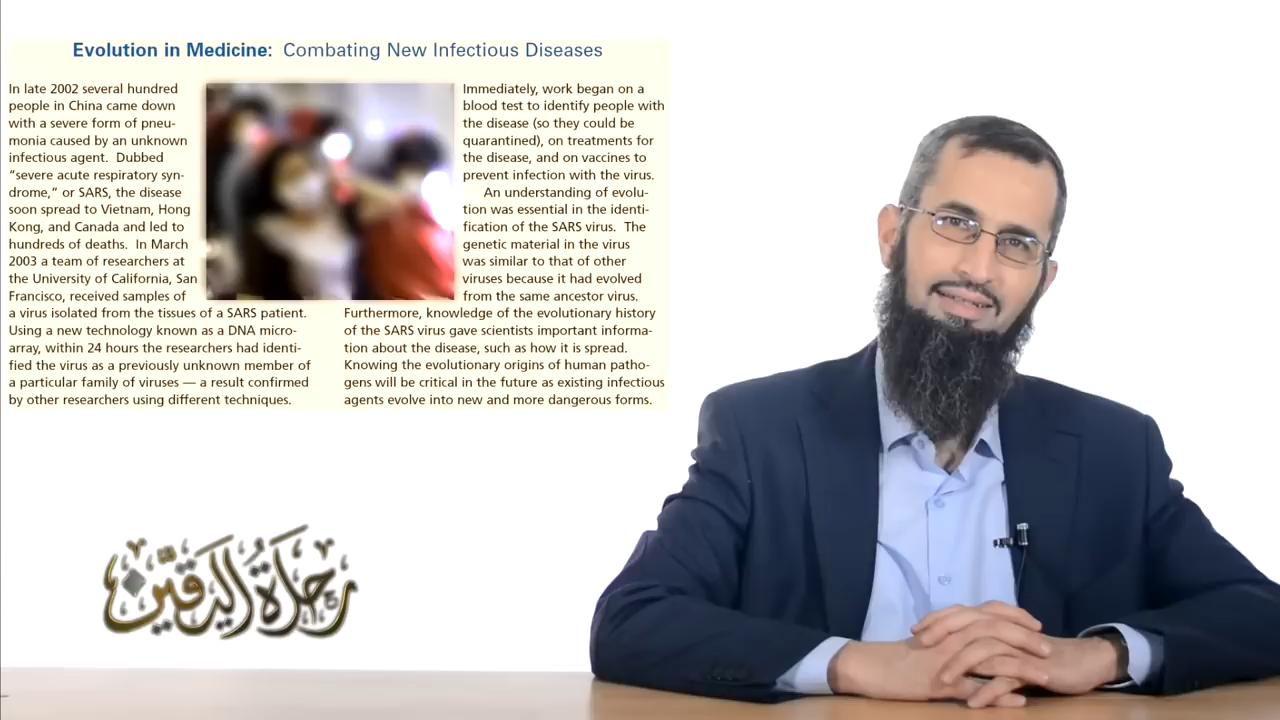 Evolution in Medicine: Combating New Infectious Diseases
In late 2002 several hundred
people in China came down
with a severe form of pneu-
monia caused by an unknown
infectious agent. Dubbed
“severe acute respiratory syn-
drome,” or SARS, the disease
soon spread to Vietnam, Hong
Kong, and Canada and led to
hundreds of deaths. In March
2003 a team of researchers at
the University of California, San
Francisco, received samples of
a virus isolated from the tissues of a SARS patient.
Using a new technology known as a DNA micro-
array, within 24 hours the researchers had identi-
fied the virus as a previously unknown member of
a particular family of viruses — a result confirmed
by other researchers using different techniques.
Immediately, work began on a
blood test to identify people with
the disease (so they could be
quarantined), on treatments for
the disease, and on vaccines to
prevent infection with the virus.
An understanding of evolu-
tion was essential in the identi-
fication of the SARS virus. The
genetic material in the virus
was similar to that of other
viruses because it had evolved
from the same ancestor virus.
Furthermore, knowledge of the evolutionary history
of the SARS virus gave scientists important informa-
tion about the disease, such as how it is spread.
Knowing the evolutionary origins of human patho-
gens will be critical in the future as existing infectious
agents evolve into new and more dangerous forms.
رحلة اليقين